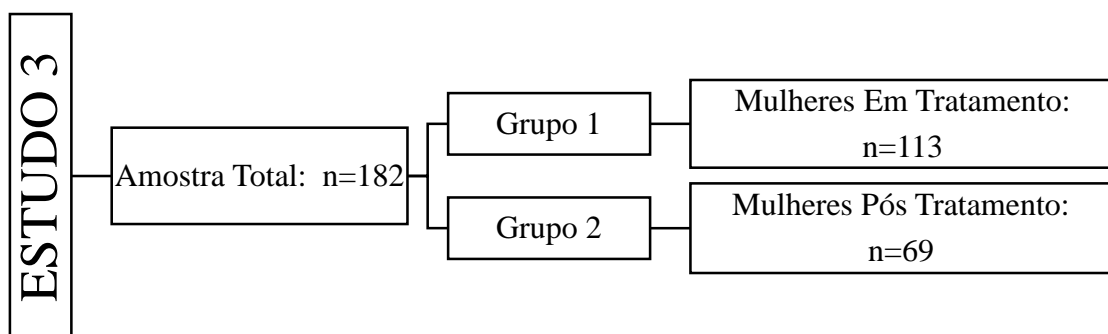 ESTUDO 3
Amostra Total: n=182
Grupo 1
Mulheres Em Tratamento:
n=113
Grupo 2
Mulheres Pós Tratamento:
n=69